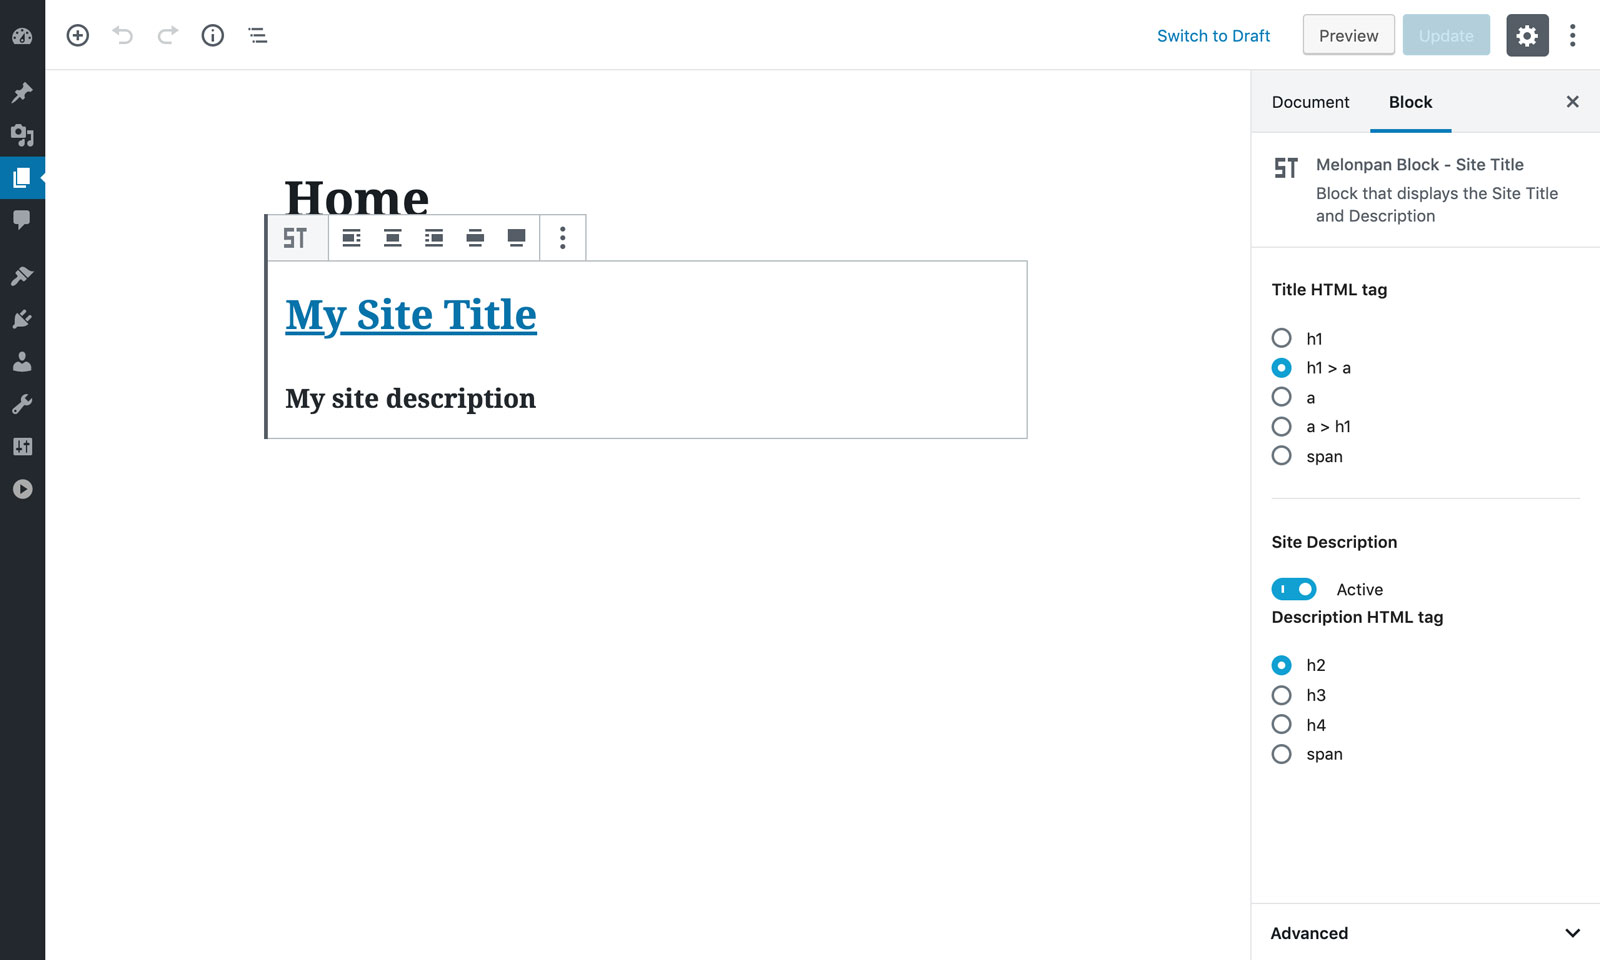 Switch to Draft
Preview
Update
Document
Block
ST
Melonpan Block - Site Title
Block that displays the Site Title
and Description
Home
ST
My Site Title
My site description
Title HTML tag
h1
h1 > a
a
a > h1
span
Site Description
Active
Description HTML tag
h2
h3
h4
span
Advanced